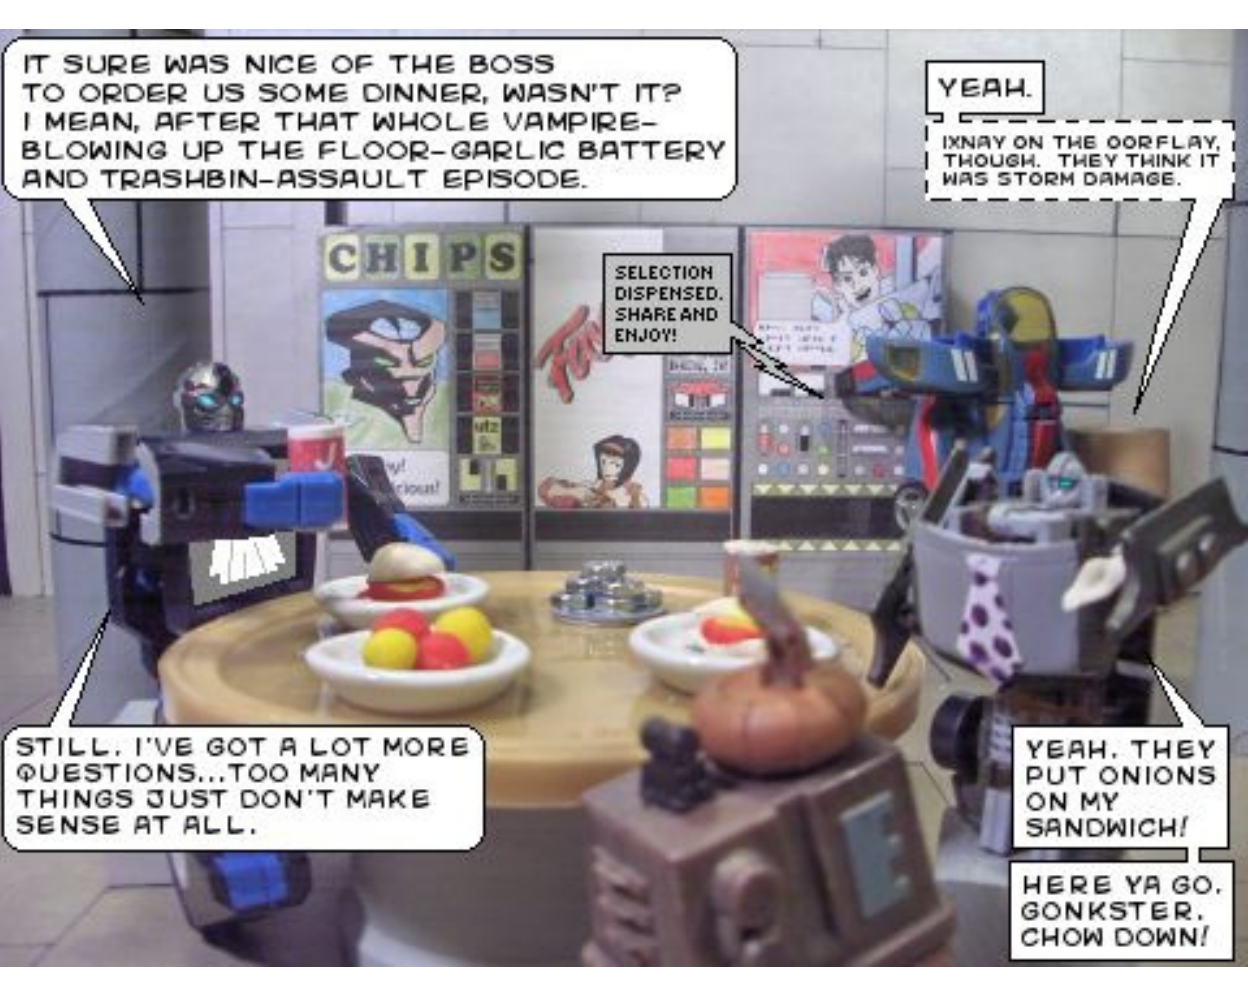 IT SURE WAS NICE OF THE BOSS
TO ORDER US SOME DINNER, WASN'T IT?
I MEAN, AFTER THAT WHOLE VAMPIRE-
BLOWING UP THE FLOOR-GARLIC BATTERY
AND TRASHBIN-ASSAULT EPISODE.
YEAH.
IXNAY ON THE OORFLAY,
THOUGH. THEY THINK IT
WAS STORM DAMAGE.
CHIPS
SELECTION
DISPENSED.
SHARE AND
ENJOY!
utz
J
STILL. I'VE GOT A LOT MORE
QUESTIONS...TOO MANY
THINGS JUST DON'T MAKE
SENSE AT ALL.
YEAH. THEY
PUT ONIONS
ON MY
SANDWICH!
HERE YA GO,
GONKSTER.
CHOW DOWN!